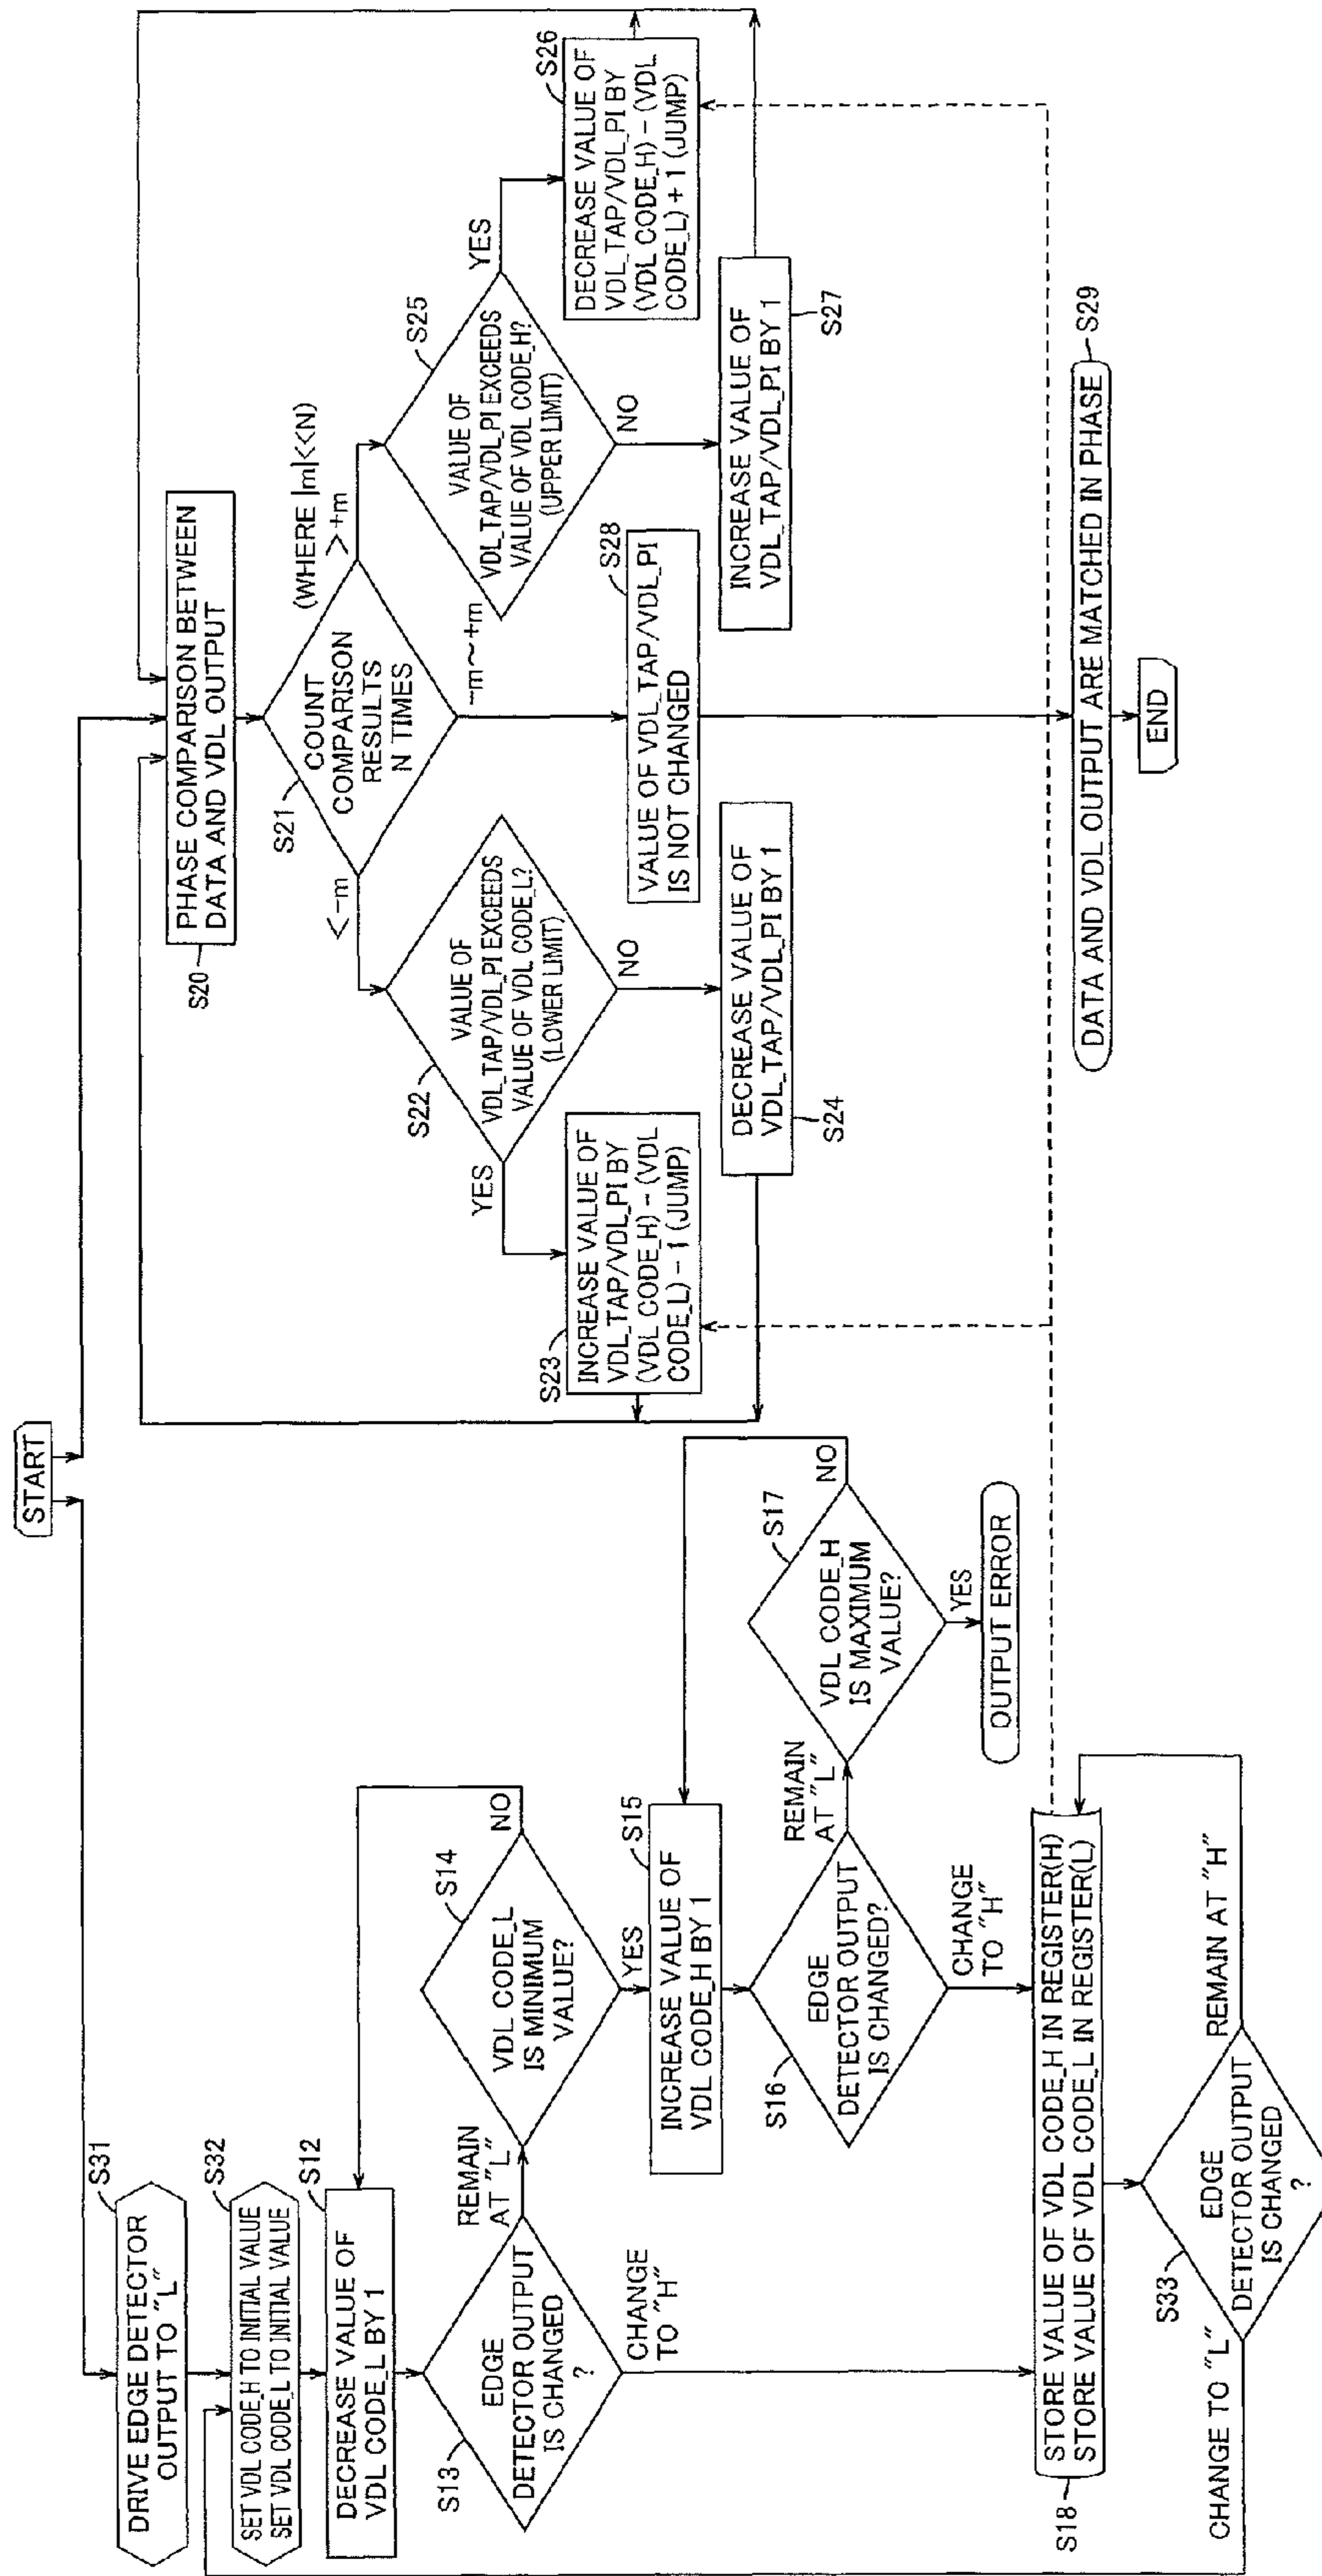 START
S31
DRIVE EDGE DETECTOR
OUTPUT TO "L"
S32
SET VDL CODE_H TO INITIAL VALUE
SET VDL CODE_L TO INITIAL VALUE
S12
DECREASE VALUE OF
VDL CODE_L BY 1
S13
EDGE
DETECTOR OUTPUT
IS CHANGED
?
REMAIN
AT "L"
CHANGE
TO "H"
S14
VDL CODE_L
IS MINIMUM
VALUE?
NO
YES
S15
INCREASE VALUE OF
VDL CODE_H BY 1
S16
EDGE
DETECTOR OUTPUT
IS CHANGED?
REMAIN
AT "L"
CHANGE
TO "H"
S17
VDL CODE_H
IS MAXIMUM
VALUE?
NO
YES
OUTPUT ERROR
S18
STORE VALUE OF VDL CODE_H IN REGISTER(H)
STORE VALUE OF VDL CODE_L IN REGISTER(L)
S33
EDGE
DETECTOR OUTPUT
IS CHANGED
?
CHANGE TO "L"
REMAIN AT "H"
S20
PHASE COMPARISON BETWEEN
DATA AND VDL OUTPUT
S21
COUNT
COMPARISON
RESULTS
N TIMES
(WHERE |m|<<N)
<-m
>+m
-m~+m
S22
VALUE OF
VDL_TAP/VDL_PI EXCEEDS
VALUE OF VDL CODE_L?
(LOWER LIMIT)
YES
NO
S23
INCREASE VALUE OF
VDL_TAP/VDL_PI BY
(VDL CODE_H) - (VDL
CODE_L) - 1 (JUMP)
S24
DECREASE VALUE OF
VDL_TAP/VDL_PI BY 1
S25
VALUE OF
VDL_TAP/VDL_PI EXCEEDS
VALUE OF VDL CODE_H?
(UPPER LIMIT)
YES
NO
S26
DECREASE VALUE OF
VDL_TAP/VDL_PI BY
(VDL CODE_H) - (VDL
CODE_L) + 1 (JUMP)
S27
INCREASE VALUE OF
VDL_TAP/VDL_PI BY 1
S28
VALUE OF VDL_TAP/VDL_PI
IS NOT CHANGED
S29
DATA AND VDL OUTPUT ARE MATCHED IN PHASE
END